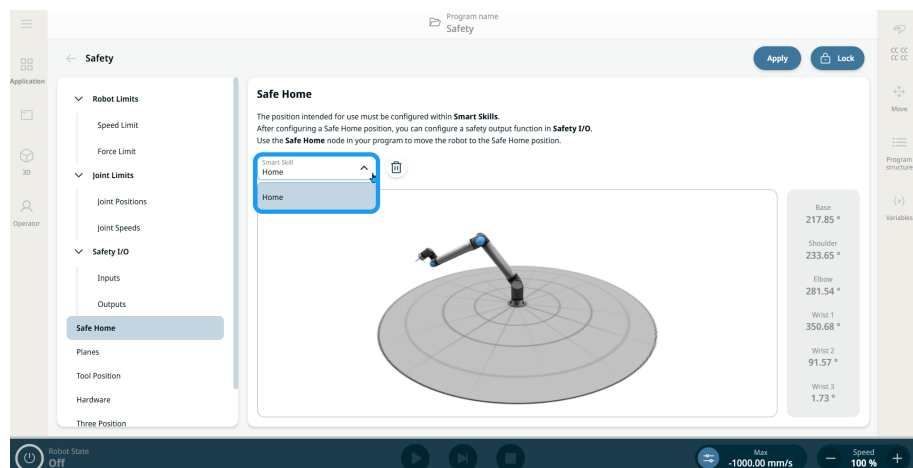 Program name
Safety
Safety
Apply
Lock
Application
3D
Operator
Robot Limits
Speed Limit
Force Limit
Joint Limits
Joint Positions
Joint Speeds
Safety I/O
Inputs
Outputs
Safe Home
Planes
Tool Position
Hardware
Three Position
Safe Home
The position intended for use must be configured within Smart Skills.
After configuring a Safe Home position, you can configure a safety output function in Safety I/O.
Use the Safe Home node in your program to move the robot to the Safe Home position.
Smart Skill
Home
Home
Base
217.85 °
Shoulder
233.65 °
Elbow
281.54 °
Wrist 1
350.68 °
Wrist 2
91.57 °
Wrist 3
1.73 °
CC CC
CC CC
Move
Program
structure
{x}
Variables
Robot State
Off
Max
-1000.00 mm/s
Speed
100 %